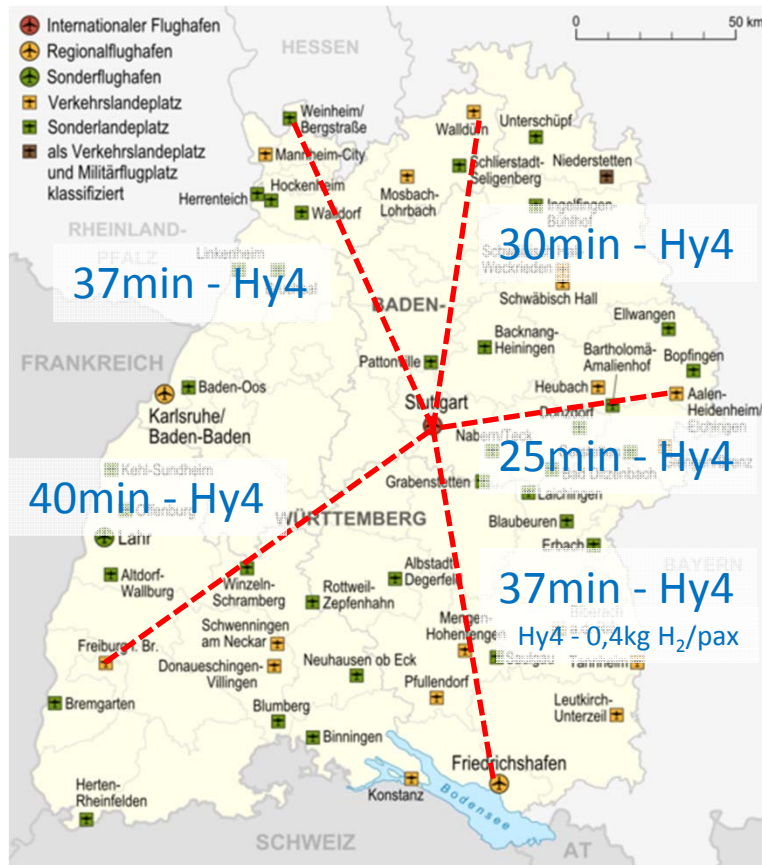 Internationaler Flughafen
Regionalflughafen
Sonderflughafen
Verkehrslandeplatz
Sonderlandeplatz
als Verkehrslandeplatz
und Militärflugplatz
klassifiziert
0
50 km
HESSEN
Weinheim/
Bergstraße
Walldürn
Unterschüpf
Mannheim-City
Schlierstadt-
Seligenberg
Niederstetten
Mosbach-
Lohrbach
Hockenheim
Herrenteich
Walldorf
Ingelfingen-
Bühlhof
RHEINLAND-
PFALZ
Linkenheim
37min - Hy4
30min - Hy4
Weckrieden
Schwäbisch Hall
BADEN-
Ellwangen
Backnang-
Heiningen
Bartholomä-
Amalienhof
Bopfingen
FRANKREICH
Pattonville
Baden-Oos
Heubach
Aalen-
Heidenheim/
Elchingen
Karlsruhe/
Baden-Baden
Stuttgart
Donzdorf
Nabern/Teck
25min - Hy4
Kehl-Sundheim
Grabenstetten
Laichingen
40min - Hy4
Offenburg
WÜRTTEMBERG
Blaubeuren
Lahr
Erbach
BAYERN
Altdorf-
Wallburg
Winzeln-
Schramberg
Albstadt-
Degerfeld
Rottweil-
Zepfenhahn
37min - Hy4
Biberach
Mengen-
Hohentengen
Hy4 - 0,4kg H₂/pax
Schwenningen
am Neckar
Freiburg i. Br.
Saulgau
Tannheim
Donaueschingen-
Villingen
Neuhausen ob Eck
Pfullendorf
Bremgarten
Blumberg
Leutkirch-
Unterzeil
Binningen
Friedrichshafen
Herten-
Rheinfelden
Konstanz
Bodensee
SCHWEIZ
AT